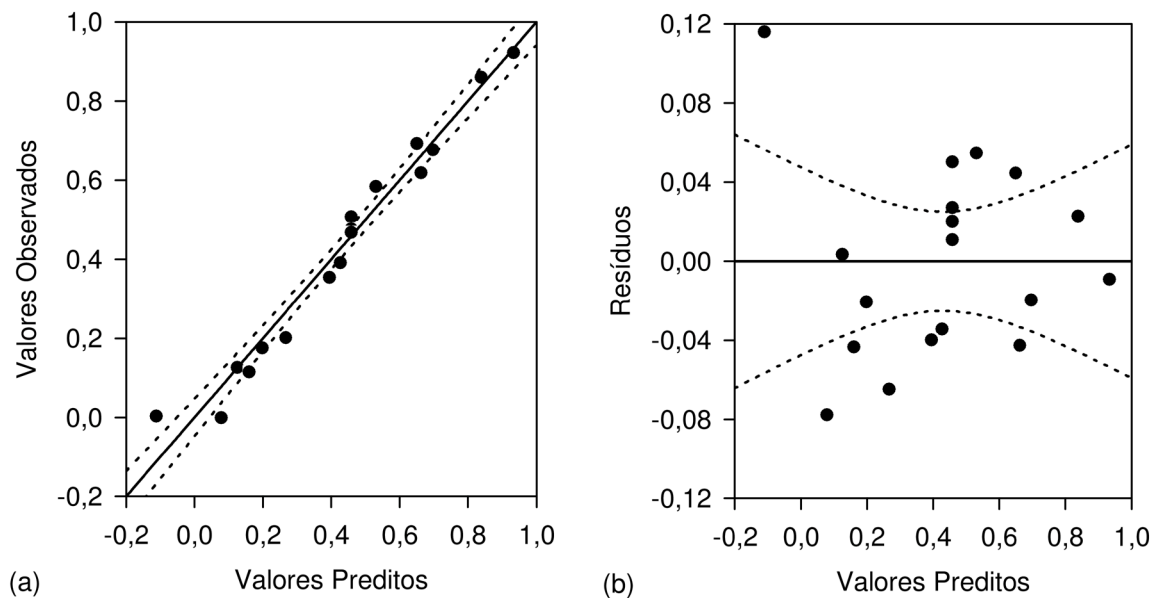 1,0
0,8
0,6
0,4
0,2
0,0
-0,2
Valores Observados
-0,2 0,0 0,2 0,4 0,6 0,8 1,0
Valores Preditos
(a)
0,12
0,08
0,04
0,00
-0,04
-0,08
-0,12
Resíduos
-0,2 0,0 0,2 0,4 0,6 0,8 1,0
Valores Preditos
(b)